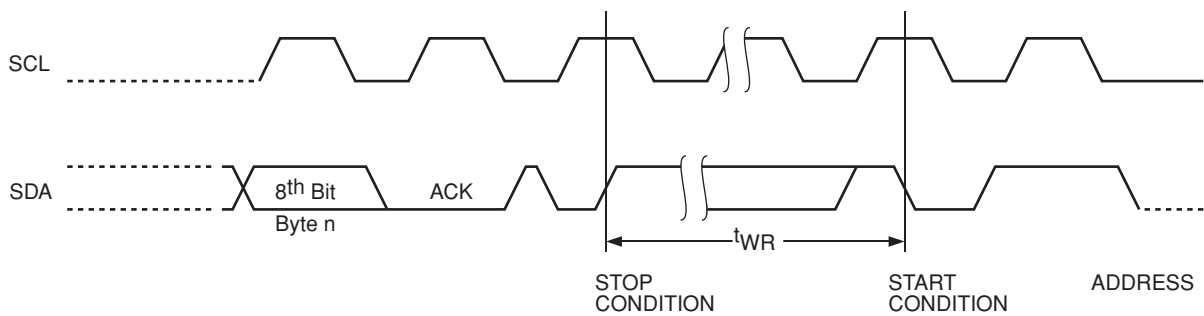 SCL
SDA
8th Bit
Byte n
ACK
tWR
STOP
CONDITION
START
CONDITION
ADDRESS